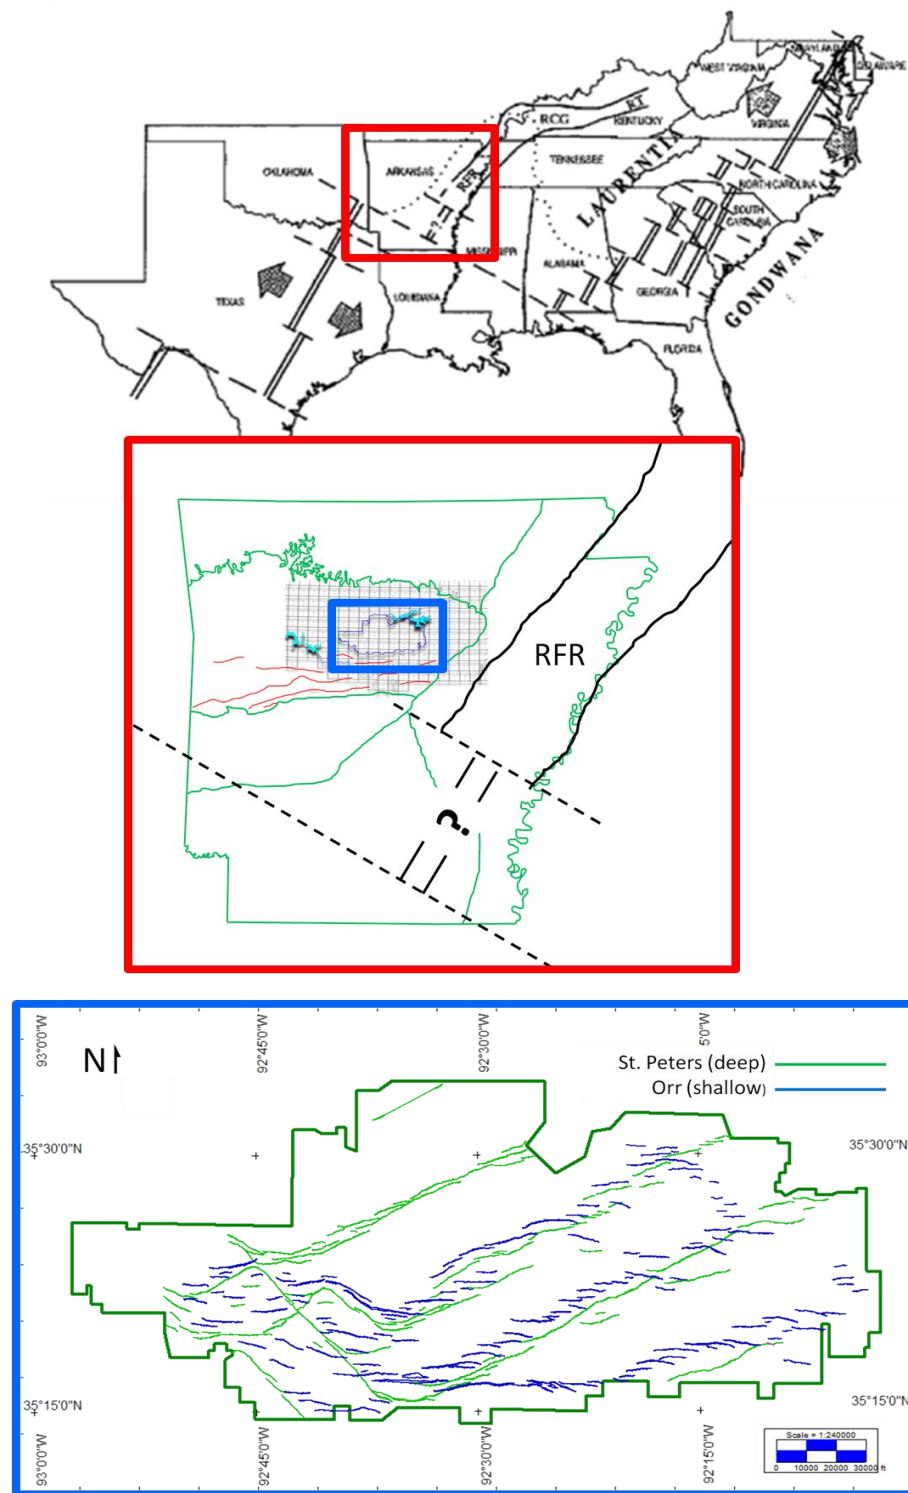 MARYLAND
DELAWARE
WEST VIRGINIA
VIRGINIA
RCG
RT
KENTUCKY
OKLAHOMA
ARKANSAS
RFR
TENNESSEE
LAURENTIA
NORTH CAROLINA
SOUTH
CAROLINA
?
MISSISSIPPI
ALABAMA
GEORGIA
GONDWANA
TEXAS
LOUISIANA
FLORIDA
RFR
?
93°0'0"W
92°45'0"W
92°30'0"W
5'0"W
N
St. Peters (deep)
Orr (shallow)
35°30'0"N
35°30'0"N
35°15'0"N
35°15'0"N
93°0'0"W
92°45'0"W
92°30'0"W
92°15'0"W
Scale = 1:240000
0 10000 20000 30000 ft